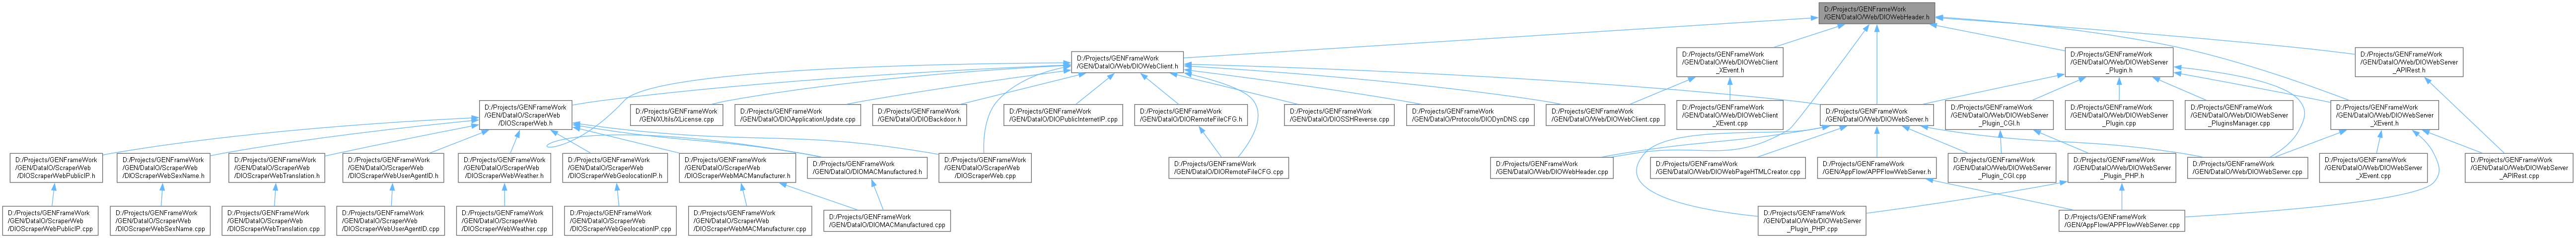 D:/Projects/GENFrameWork
/GEN/DataIO/Web/DIOWebHeader.h
D:/Projects/GENFrameWork
/GEN/DataIO/Web/DIOWebClient.h
D:/Projects/GENFrameWork
/GEN/DataIO/Web/DIOWebClient
_XEvent.h
D:/Projects/GENFrameWork
/GEN/DataIO/Web/DIOWebServer
_Plugin.h
D:/Projects/GENFrameWork
/GEN/DataIO/Web/DIOWebServer
_APIRest.h
D:/Projects/GENFrameWork
/GEN/DataIO/ScraperWeb
/DIOScraperWeb.h
D:/Projects/GENFrameWork
/GEN/XUtils/XLicense.cpp
D:/Projects/GENFrameWork
/GEN/DataIO/DIOApplicationUpdate.cpp
D:/Projects/GENFrameWork
/GEN/DataIO/DIOBackdoor.h
D:/Projects/GENFrameWork
/GEN/DataIO/DIOPublicInternetIP.cpp
D:/Projects/GENFrameWork
/GEN/DataIO/DIORemoteFileCFG.h
D:/Projects/GENFrameWork
/GEN/DataIO/DIOSSHReverse.cpp
D:/Projects/GENFrameWork
/GEN/DataIO/Protocols/DIODynDNS.cpp
D:/Projects/GENFrameWork
/GEN/DataIO/Web/DIOWebClient.cpp
D:/Projects/GENFrameWork
/GEN/DataIO/Web/DIOWebClient
_XEvent.cpp
D:/Projects/GENFrameWork
/GEN/DataIO/Web/DIOWebServer.h
D:/Projects/GENFrameWork
/GEN/DataIO/Web/DIOWebServer
_Plugin_CGI.h
D:/Projects/GENFrameWork
/GEN/DataIO/Web/DIOWebServer
_Plugin.cpp
D:/Projects/GENFrameWork
/GEN/DataIO/Web/DIOWebServer
_PluginsManager.cpp
D:/Projects/GENFrameWork
/GEN/DataIO/Web/DIOWebServer
_XEvent.h
D:/Projects/GENFrameWork
/GEN/DataIO/ScraperWeb
/DIOScraperWebPublicIP.h
D:/Projects/GENFrameWork
/GEN/DataIO/ScraperWeb
/DIOScraperWebSexName.h
D:/Projects/GENFrameWork
/GEN/DataIO/ScraperWeb
/DIOScraperWebTranslation.h
D:/Projects/GENFrameWork
/GEN/DataIO/ScraperWeb
/DIOScraperWebUserAgentID.h
D:/Projects/GENFrameWork
/GEN/DataIO/ScraperWeb
/DIOScraperWebWeather.h
D:/Projects/GENFrameWork
/GEN/DataIO/ScraperWeb
/DIOScraperWebGeolocationIP.h
D:/Projects/GENFrameWork
/GEN/DataIO/ScraperWeb
/DIOScraperWebMACManufacturer.h
D:/Projects/GENFrameWork
/GEN/DataIO/DIOMACManufactured.h
D:/Projects/GENFrameWork
/GEN/DataIO/ScraperWeb
/DIOScraperWeb.cpp
D:/Projects/GENFrameWork
/GEN/DataIO/DIORemoteFileCFG.cpp
D:/Projects/GENFrameWork
/GEN/DataIO/Web/DIOWebHeader.cpp
D:/Projects/GENFrameWork
/GEN/DataIO/Web/DIOWebPageHTMLCreator.cpp
D:/Projects/GENFrameWork
/GEN/AppFlow/APPFlowWebServer.h
D:/Projects/GENFrameWork
/GEN/DataIO/Web/DIOWebServer
_Plugin_CGI.cpp
D:/Projects/GENFrameWork
/GEN/DataIO/Web/DIOWebServer
_Plugin_PHP.h
D:/Projects/GENFrameWork
/GEN/DataIO/Web/DIOWebServer.cpp
D:/Projects/GENFrameWork
/GEN/DataIO/Web/DIOWebServer
_XEvent.cpp
D:/Projects/GENFrameWork
/GEN/DataIO/Web/DIOWebServer
_APIRest.cpp
D:/Projects/GENFrameWork
/GEN/DataIO/ScraperWeb
/DIOScraperWebPublicIP.cpp
D:/Projects/GENFrameWork
/GEN/DataIO/ScraperWeb
/DIOScraperWebSexName.cpp
D:/Projects/GENFrameWork
/GEN/DataIO/ScraperWeb
/DIOScraperWebTranslation.cpp
D:/Projects/GENFrameWork
/GEN/DataIO/ScraperWeb
/DIOScraperWebUserAgentID.cpp
D:/Projects/GENFrameWork
/GEN/DataIO/ScraperWeb
/DIOScraperWebWeather.cpp
D:/Projects/GENFrameWork
/GEN/DataIO/ScraperWeb
/DIOScraperWebGeolocationIP.cpp
D:/Projects/GENFrameWork
/GEN/DataIO/ScraperWeb
/DIOScraperWebMACManufacturer.cpp
D:/Projects/GENFrameWork
/GEN/DataIO/DIOMACManufactured.cpp
D:/Projects/GENFrameWork
/GEN/DataIO/Web/DIOWebServer
_Plugin_PHP.cpp
D:/Projects/GENFrameWork
/GEN/AppFlow/APPFlowWebServer.cpp